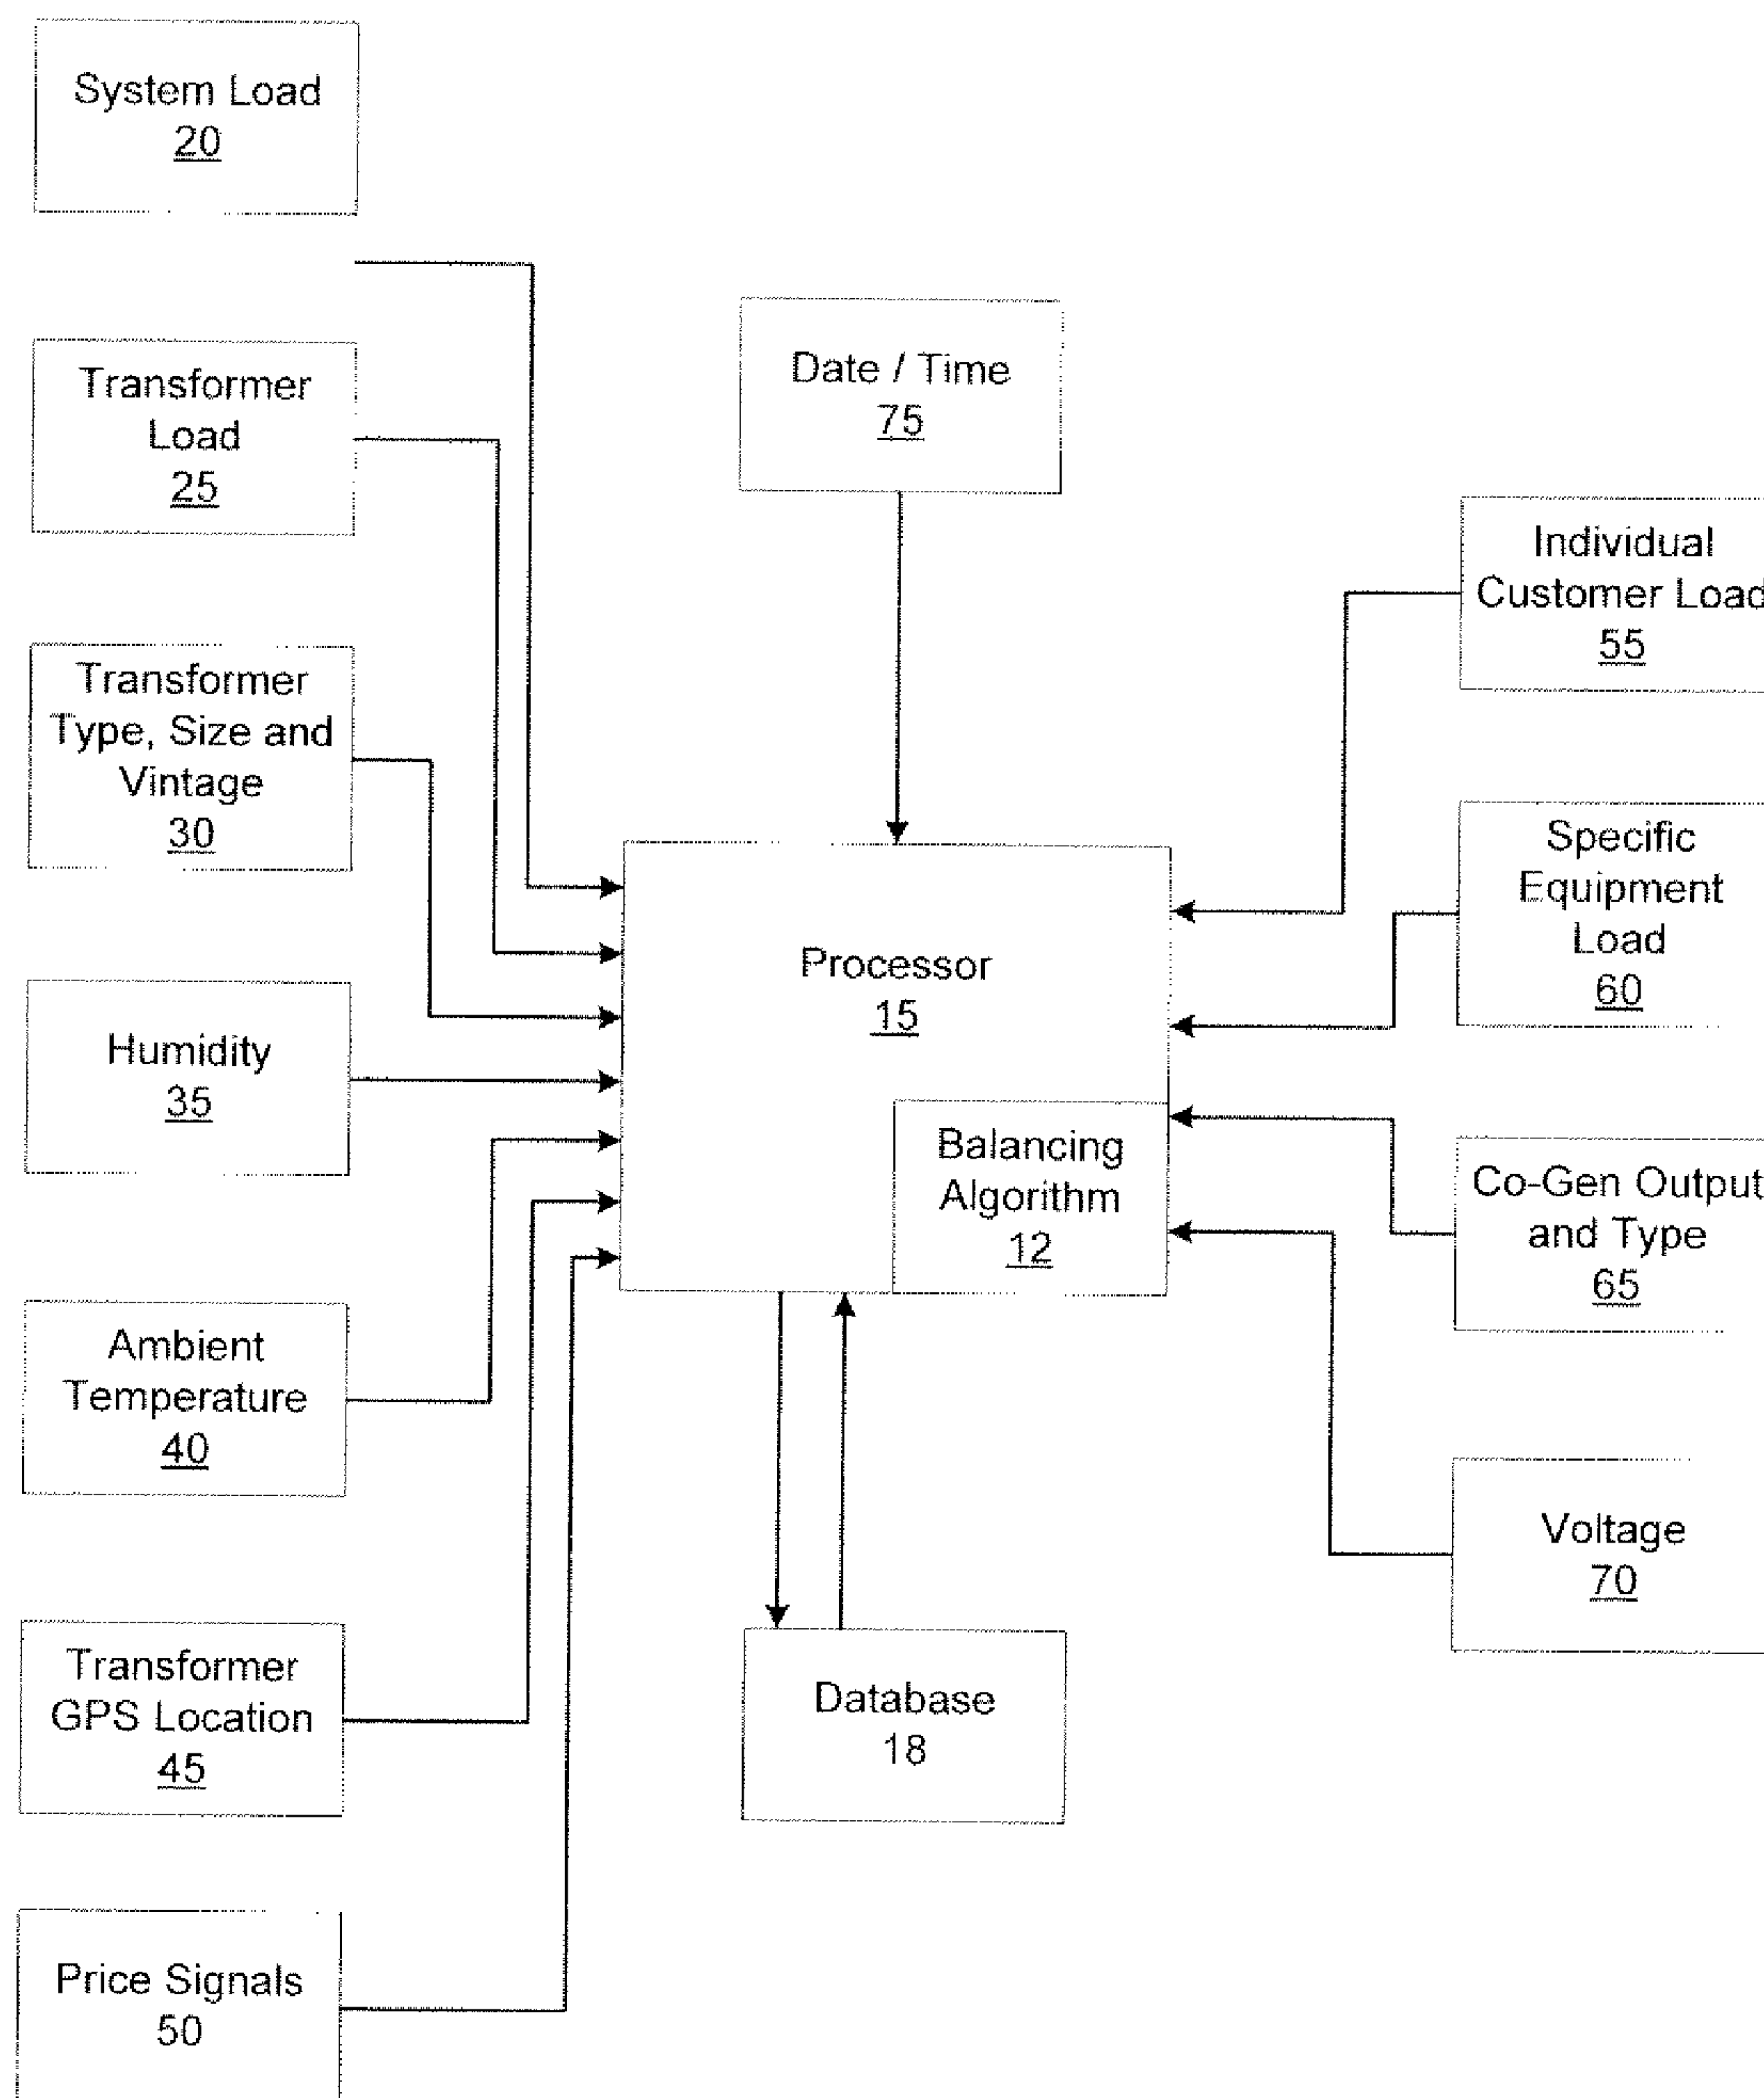 System Load
20
Transformer
Load
25
Transformer
Type, Size and
Vintage
30
Humidity
35
Ambient
Temperature
40
Transformer
GPS Location
45
Price Signals
50
Date / Time
75
Processor
15
Balancing
Algorithm
12
Database
18
Individual
Customer Load
55
Specific
Equipment
Load
60
Co-Gen Output
and Type
65
Voltage
70